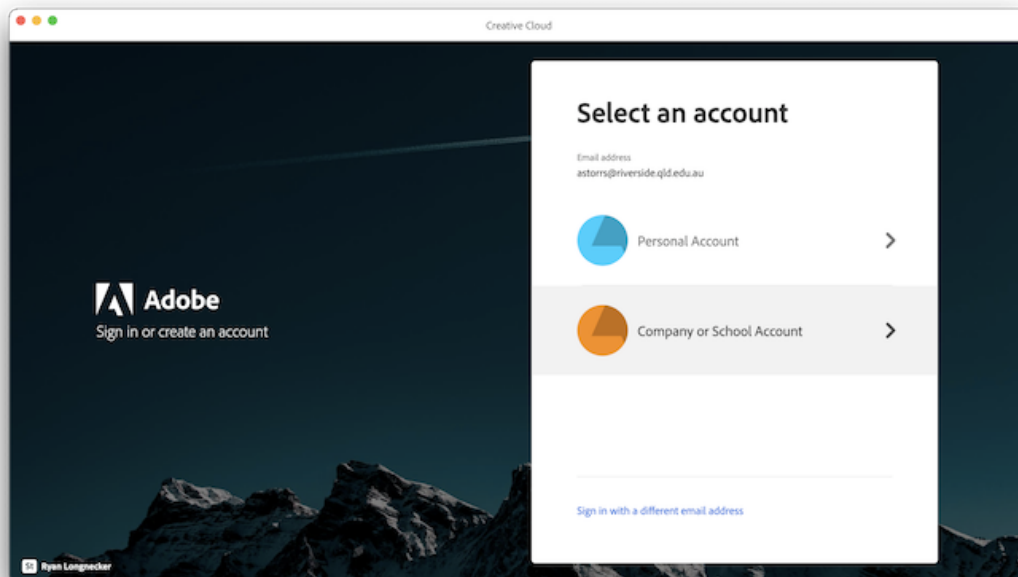 Creative Cloud
Select an account
Email address
astorrs@riverside.qld.edu.au
Personal Account
Adobe
Sign in or create an account
Company or School Account
Sign in with a different email address
St Ryan Longnecker